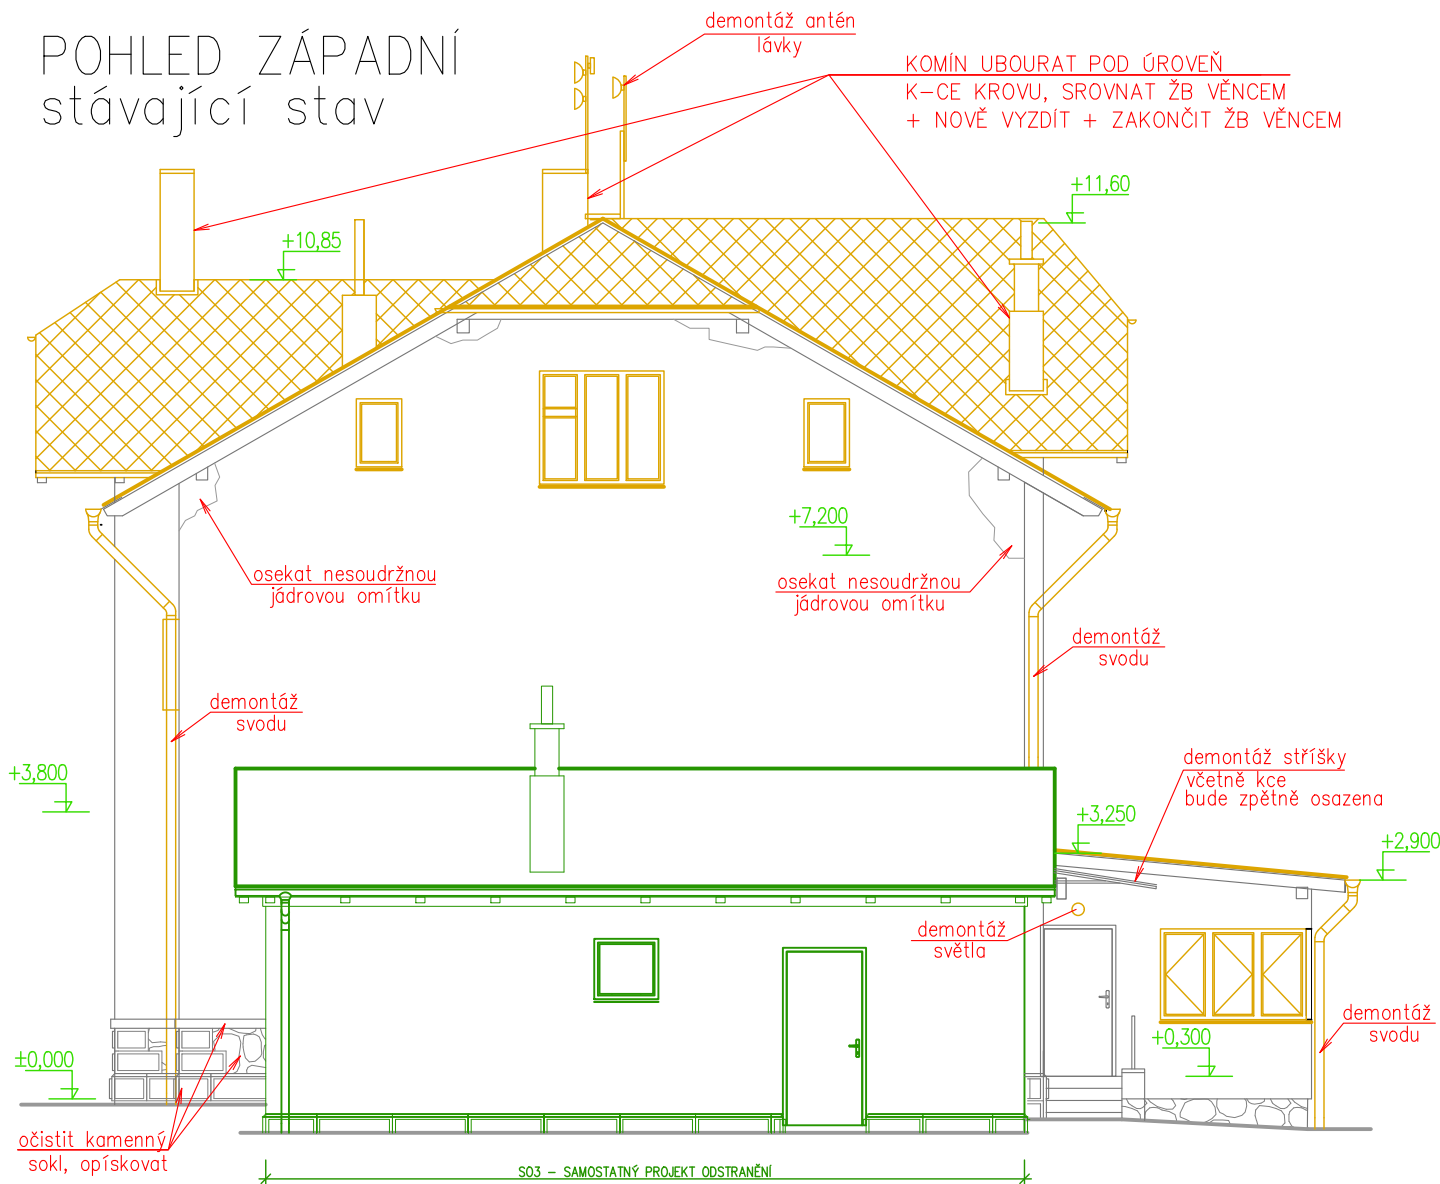 POHLED ZÁPADNÍ
stávající stav
demontáž antén
lávky
KOMÍN UBOURAT POD ÚROVEŇ
K-CE KROVU, SROVNAT ŽB VĚNCEM
+ NOVĚ VYZDÍT + ZAKONČIT ŽB VĚNCEM
+11,60
+10,85
+7,200
osekat nesoudržnou
jádrovou omítku
osekat nesoudržnou
jádrovou omítku
demontáž
svodu
demontáž
svodu
+3,800
demontáž stříšky
včetně kce
bude zpětně osazena
+3,250
+2,900
demontáž
světla
demontáž
svodu
+0,300
±0,000
očistit kamenný
sokl, opískovat
SO3 - SAMOSTATNÝ PROJEKT ODSTRANĚNÍ